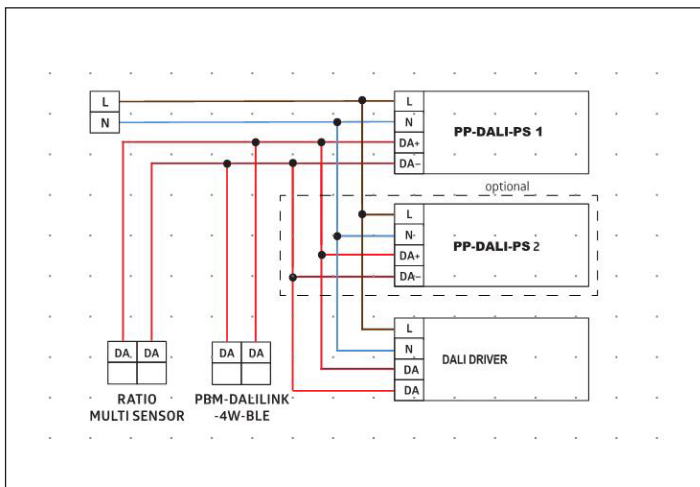 L
N
L
N
DA+
DA−
PP-DALI-PS 1
optional
L
N
DA+
DA−
PP-DALI-PS 2
L
N
DA
DA
DALI DRIVER
DA DA
RATIO
MULTI SENSOR
DA DA
PBM-DALILINK
-4W-BLE